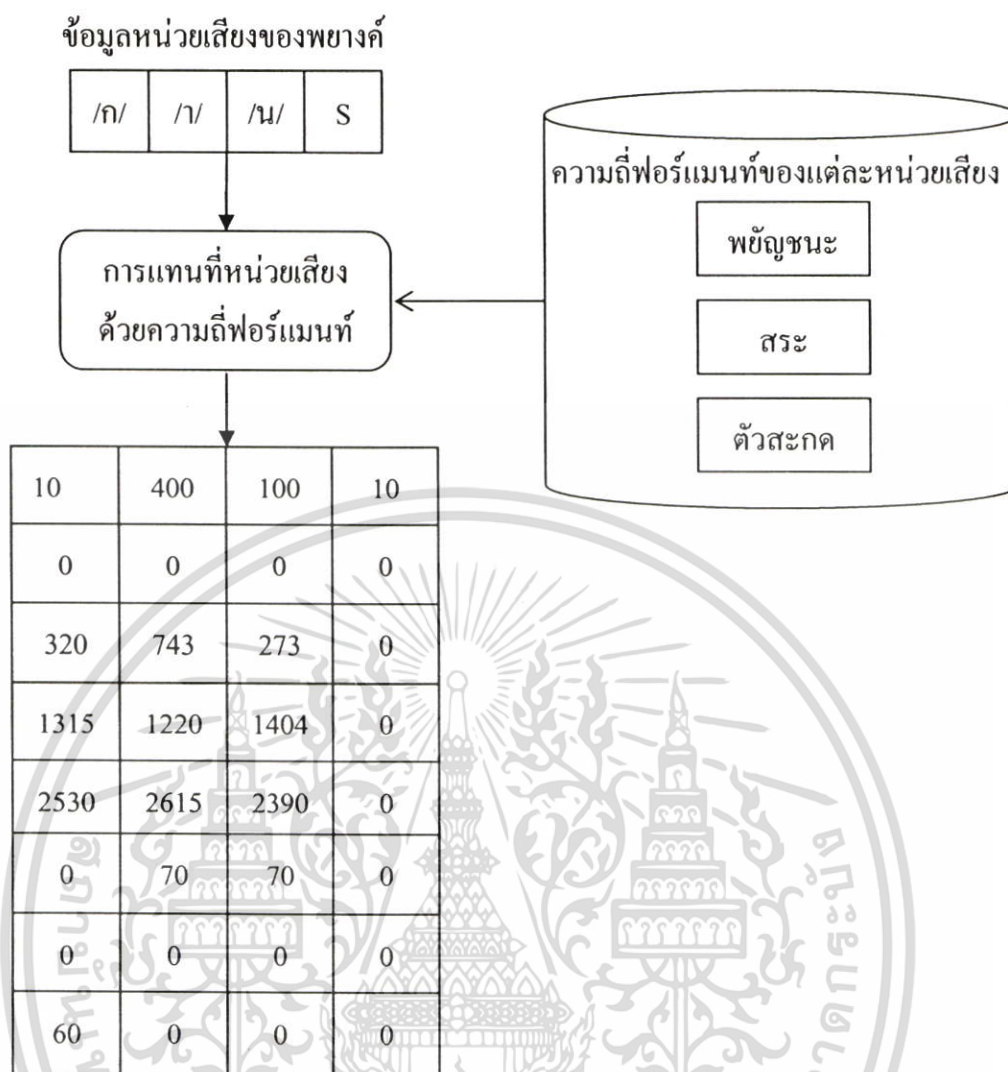 ข้อมูลหน่วยเสียงของพยางค์
/ก/ /า/ /น/ S
ความถี่ฟอร์แมนท์ของแต่ละหน่วยเสียง
พยัญชนะ
สระ
ตัวสะกด
การแทนที่หน่วยเสียง
ด้วยความถี่ฟอร์แมนท์
10 400 100 10
0 0 0 0
320 743 273 0
1315 1220 1404 0
2530 2615 2390 0
0 70 70 0
0 0 0 0
60 0 0 0